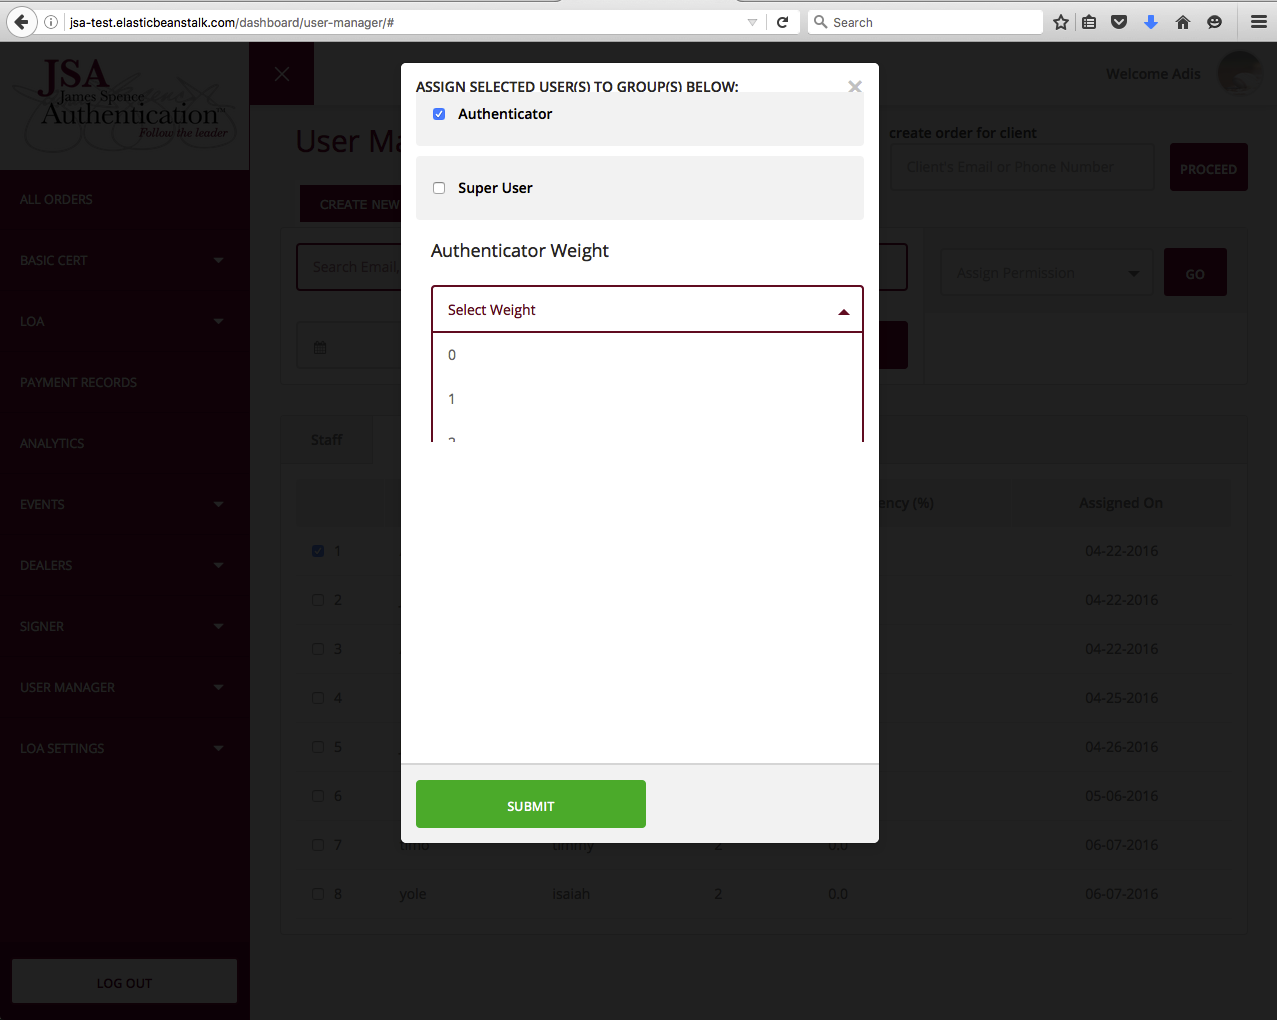 jsa-test.elasticbeanstalk.com/dashboard/user-manager/#
Search
JSA
James Spence
Authentication
Follow the leader
Welcome Adis
ALL ORDERS
BASIC CERT
LOA
PAYMENT RECORDS
ANALYTICS
EVENTS
DEALERS
SIGNER
USER MANAGER
LOA SETTINGS
LOG OUT
User
create order for client
Client's Email or Phone Number
PROCEED
CREATE NEW
Search Email,
Assign Permission
GO
ASSIGN SELECTED USER(S) TO GROUP(S) BELOW:
Authenticator
Super User
Authenticator Weight
Select Weight
0
1
SUBMIT
Staff
(%)
Assigned On
1 04-22-2016
2 04-22-2016
3 04-22-2016
4 04-25-2016
5 04-26-2016
6 05-06-2016
7 timo timmy 2 0.0 06-07-2016
8 yole isaiah 2 0.0 06-07-2016